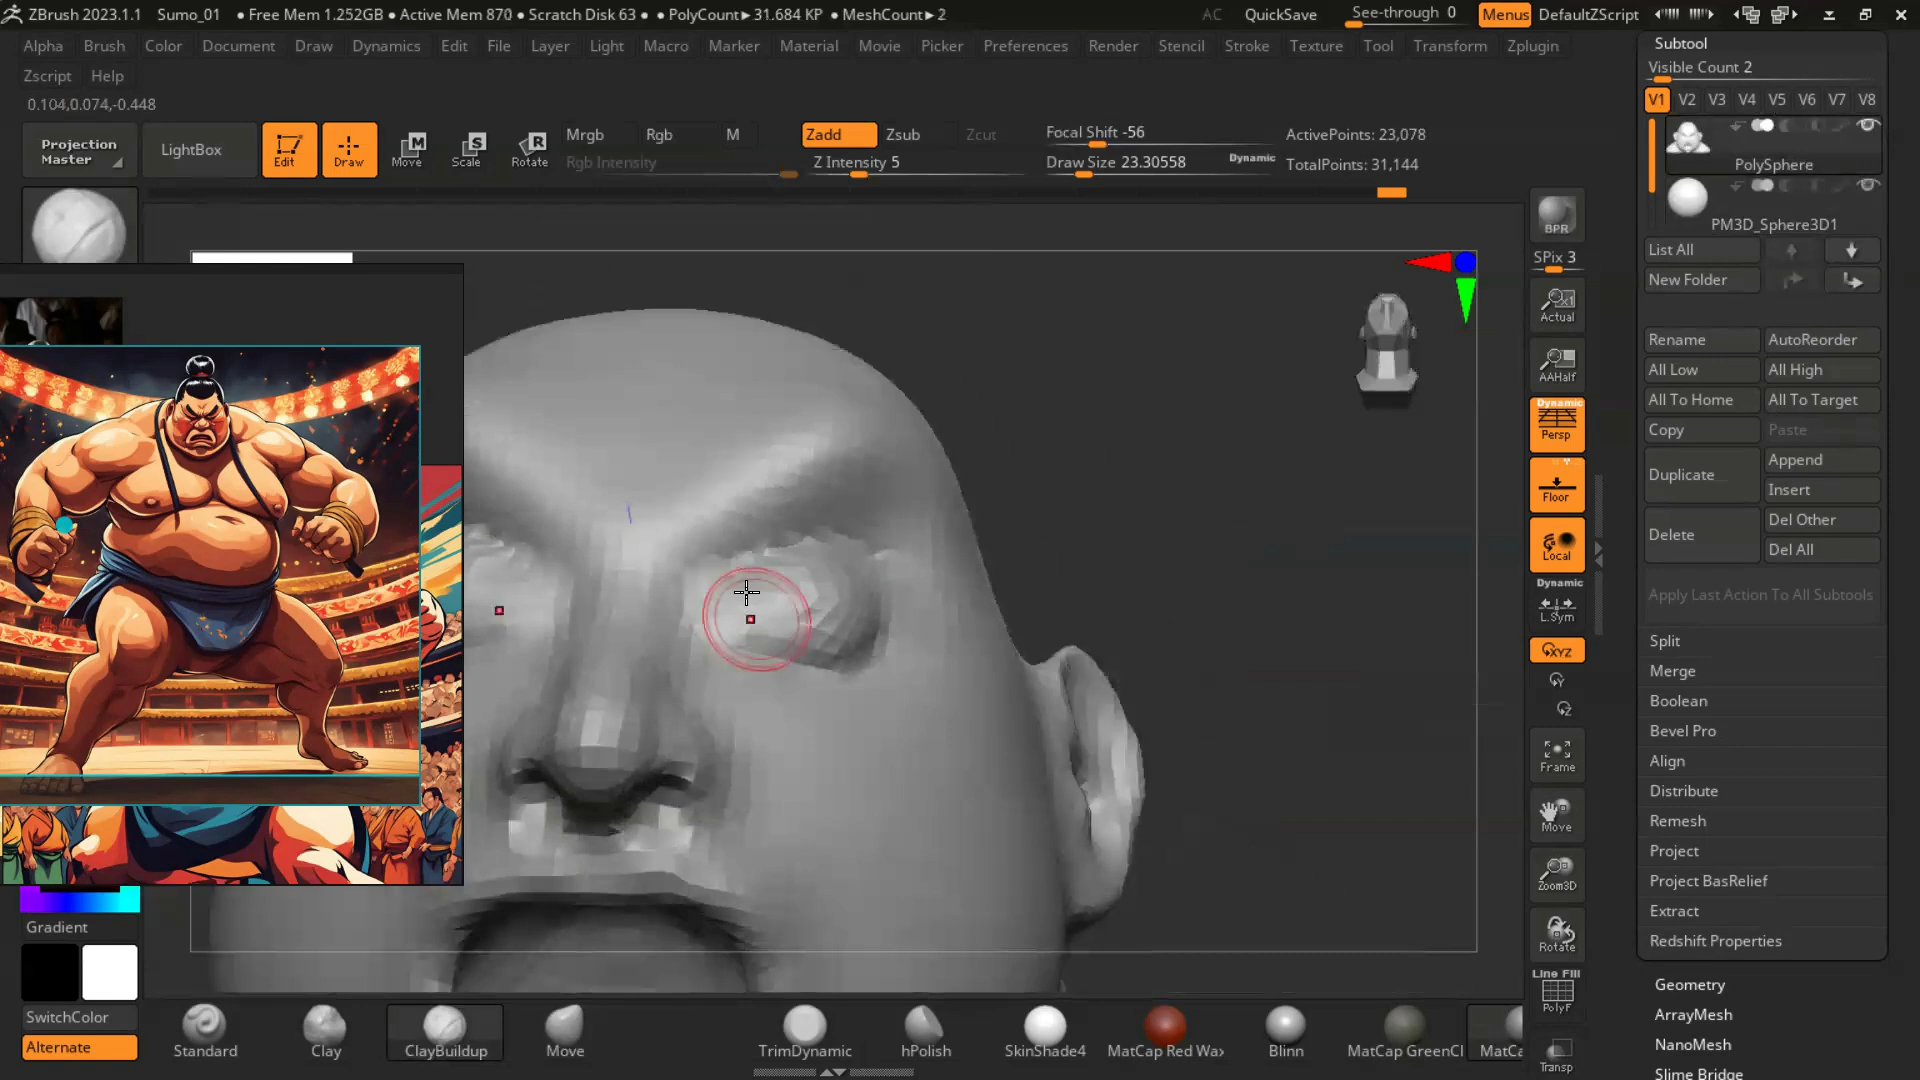 ZBrush 2023.1.1 Sumo_01 • Free Mem 1.252GB • Active Mem 870 • Scratch Disk 63 • • PolyCount► 31.684 KP • MeshCount► 2 AC QuickSave See-through 0 Menus DefaultZScript
Alpha Brush Color Document Draw Dynamics Edit File Layer Light Macro Marker Material Movie Picker Preferences Render Stencil Stroke Texture Tool Transform Zplugin
Zscript Help
0.104,0.074,-0.448
Projection Master
LightBox
Edit
Draw
Move
Scale
Rotate
Mrgb Rgb M
Rgb Intensity
Zadd Zsub Zcut
Z Intensity 5
Focal Shift -56
Draw Size 23.30558 Dynamic
ActivePoints: 23,078
TotalPoints: 31,144
BPR
SPix 3
Actual
AAHalf
Dynamic
Persp
Floor
Local
Dynamic
L.Sym
XYZ
Y
Z
Frame
Move
Zoom3D
Rotate
Line Fill
PolyF
Transp
Subtool
Visible Count 2
V1 V2 V3 V4 V5 V6 V7 V8
PolySphere
PM3D_Sphere3D1
List All
New Folder
Rename AutoReorder
All Low All High
All To Home All To Target
Copy Paste
Duplicate Append
Insert
Delete Del Other
Del All
Apply Last Action To All Subtools
Split
Merge
Boolean
Bevel Pro
Align
Distribute
Remesh
Project
Project BasRelief
Extract
Redshift Properties
Geometry
ArrayMesh
NanoMesh
Slime Bridge
Gradient
SwitchColor
Alternate
Standard Clay ClayBuildup Move TrimDynamic hPolish SkinShade4 MatCap Red Wax Blinn MatCap GreenCl MatCa